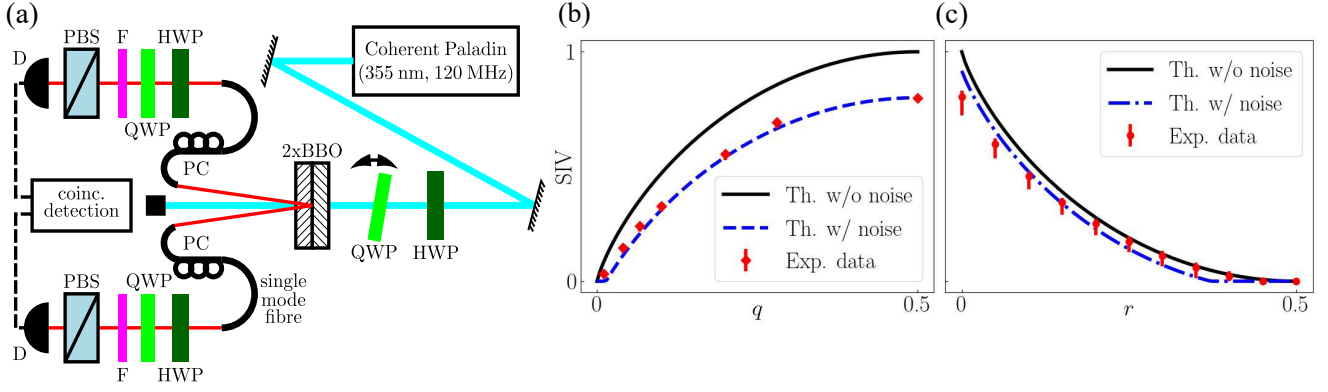 (a)
PBS F HWP
D
QWP
PC
Coherent Paladin
(355 nm, 120 MHz)
2xBBO
coinc.
detection
QWP
HWP
PC
single
mode
fibre
PBS QWP
D
F HWP
(b)
1
SIV
0
Th. w/o noise
Th. w/ noise
Exp. data
0 q 0.5
(c)
Th. w/o noise
Th. w/ noise
Exp. data
0 r 0.5